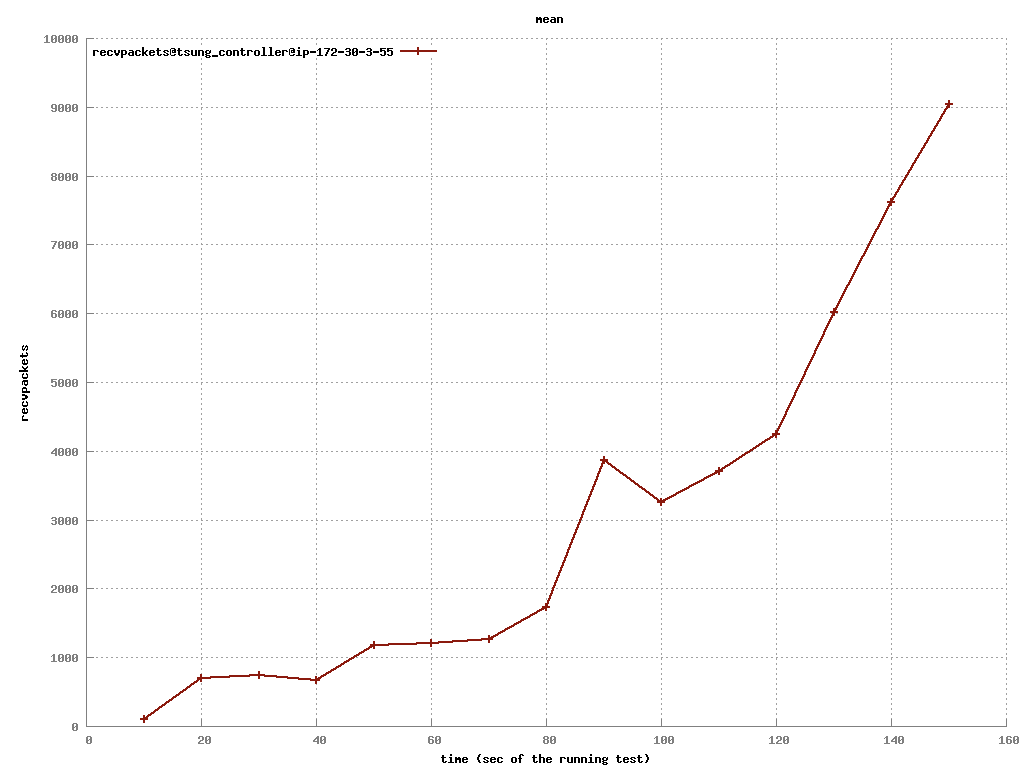 mean
10000
recvpackets@tsung_controller@ip-172-30-3-55
9000
8000
7000
6000
5000
4000
3000
2000
1000
0
recvpackets
0 20 40 60 80 100 120 140 160
time (sec of the running test)